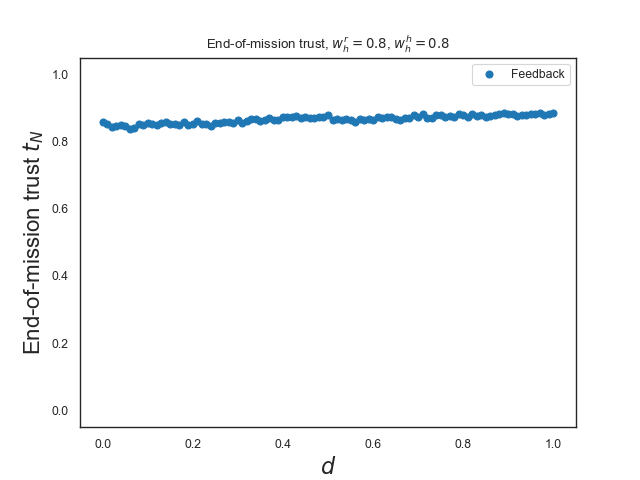 End-of-mission trust, $w_h^r = 0.8$, $w_h^h = 0.8$
Feedback
End-of-mission trust $t_N$
1.0
0.8
0.6
0.4
0.2
0.0
0.0 0.2 0.4 0.6 0.8 1.0
d